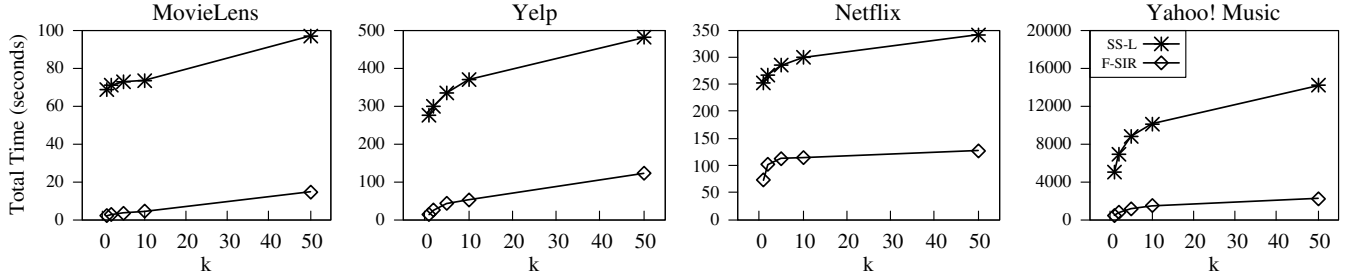 MovieLens
Total Time (seconds)
100
80
60
40
20
0
0 10 20 30 40 50
k
Yelp
500
400
300
200
100
0
0 10 20 30 40 50
k
Netflix
350
300
250
200
150
100
50
0
0 10 20 30 40 50
k
Yahoo! Music
20000
16000
12000
8000
4000
0
SS-L
F-SIR
0 10 20 30 40 50
k